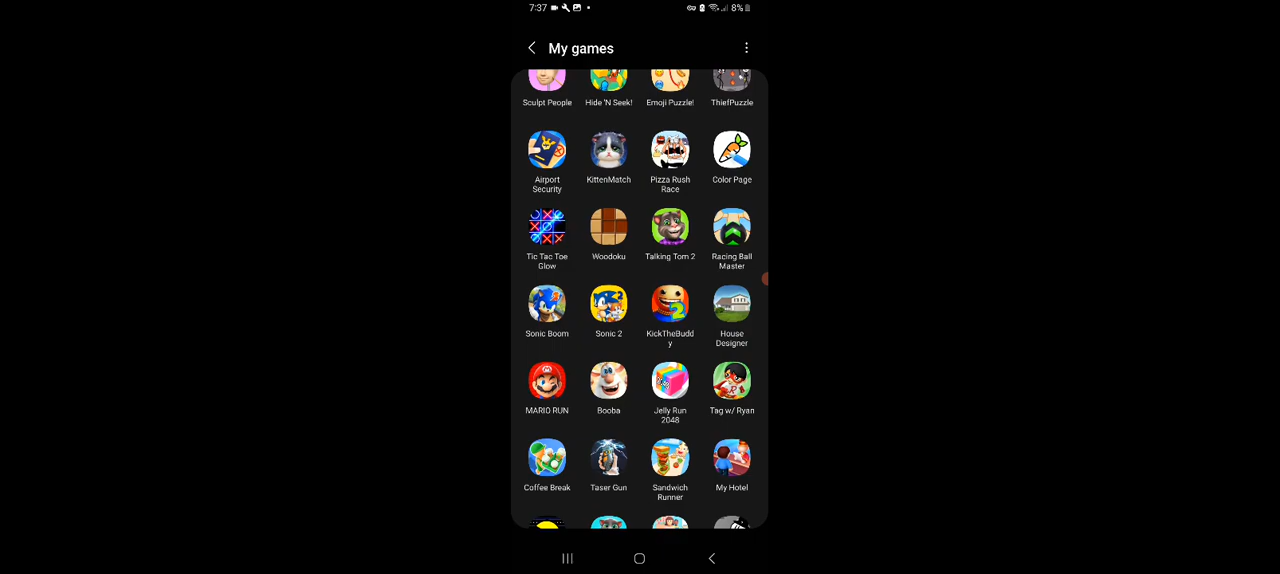 7:37
8%
My games
Sculpt People
Hide 'N Seek!
Emoji Puzzle!
ThiefPuzzle
Airport
Security
KittenMatch
Pizza Rush
Race
Color Page
Tic Tac Toe
Glow
Woodoku
Talking Tom 2
Racing Ball
Master
Sonic Boom
Sonic 2
KickTheBudd
y
House
Designer
MARIO RUN
Booba
Jelly Run
2048
Tag w/ Ryan
Coffee Break
Taser Gun
Sandwich
Runner
My Hotel